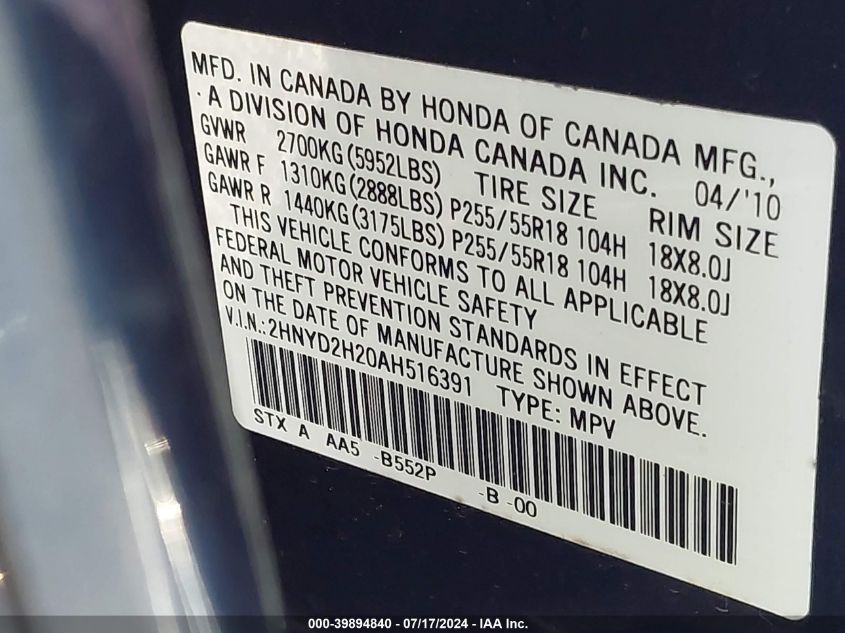 MFD. IN CANADA BY HONDA OF CANADA MFG.,
. A DIVISION OF HONDA CANADA INC. 04/'10
GVWR 2700KG(5952LBS) TIRE SIZE RIM SIZE
GAWR F 1310KG(2888LBS) P255/55R18 104H 18X8.0J
GAWR R 1440KG(3175LBS) P255/55R18 104H 18X8.0J
THIS VEHICLE CONFORMS TO ALL APPLICABLE
FEDERAL MOTOR VEHICLE SAFETY
AND THEFT PREVENTION STANDARDS IN EFFECT
ON THE DATE OF MANUFACTURE SHOWN ABOVE.
V.I.N.:2HNYD2H20AH516391 TYPE: MPV
STX A AA5 -B552P -B -00
000-39894840 - 07/17/2024 - IAA Inc.